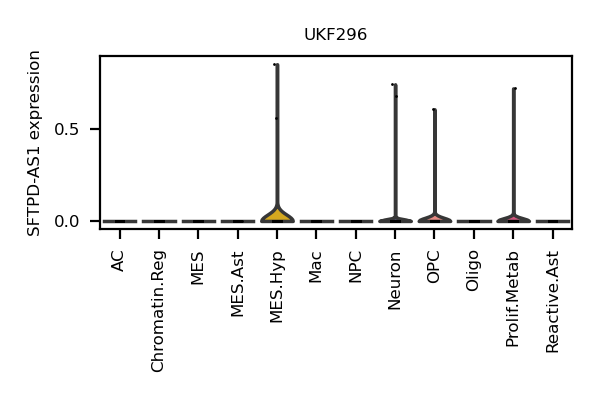 UKF296
SFTPD-AS1 expression
0.5
0.0
AC
Chromatin.Reg
MES
MES.Ast
MES.Hyp
Mac
NPC
Neuron
OPC
Oligo
Prolif.Metab
Reactive.Ast